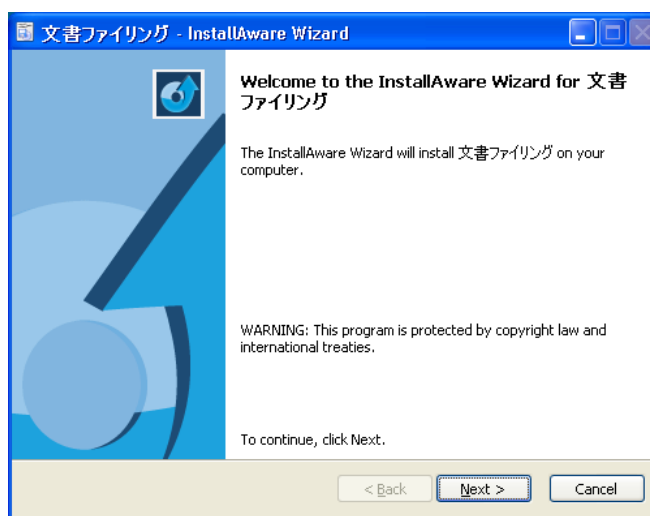 文書ファイリング - InstallAware Wizard
Welcome to the InstallAware Wizard for 文書
ファイリング
The InstallAware Wizard will install 文書ファイリング on your
computer.
WARNING: This program is protected by copyright law and
international treaties.
To continue, click Next.
< Back
Next >
Cancel